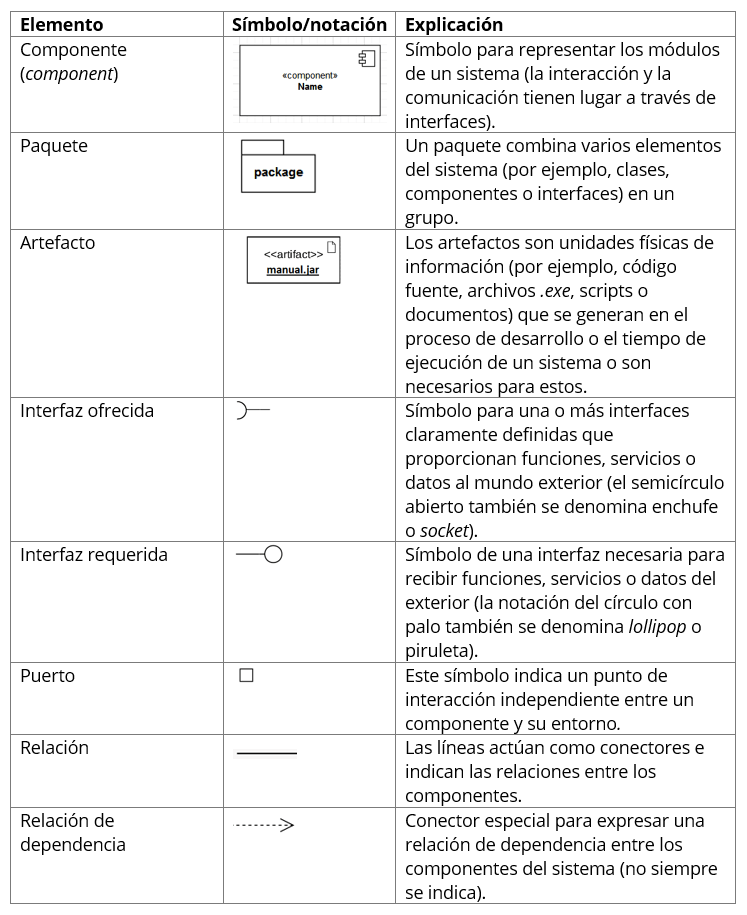 Elemento Símbolo/notación Explicación
Componente
(component)
«component»
Name
Símbolo para representar los módulos
de un sistema (la interacción y la
comunicación tienen lugar a través de
interfaces).
Paquete
package
Un paquete combina varios elementos
del sistema (por ejemplo, clases,
componentes o interfaces) en un
grupo.
Artefacto
<<artifact>>
manual.jar
Los artefactos son unidades físicas de
información (por ejemplo, código
fuente, archivos .exe, scripts o
documentos) que se generan en el
proceso de desarrollo o el tiempo de
ejecución de un sistema o son
necesarios para estos.
Interfaz ofrecida
Símbolo para una o más interfaces
claramente definidas que
proporcionan funciones, servicios o
datos al mundo exterior (el semicírculo
abierto también se denomina enchufe
o socket).
Interfaz requerida
Símbolo de una interfaz necesaria para
recibir funciones, servicios o datos del
exterior (la notación del círculo con
palo también se denomina lollipop o
piruleta).
Puerto
Este símbolo indica un punto de
interacción independiente entre un
componente y su entorno.
Relación
Las líneas actúan como conectores e
indican las relaciones entre los
componentes.
Relación de
dependencia
Conector especial para expresar una
relación de dependencia entre los
componentes del sistema (no siempre
se indica).